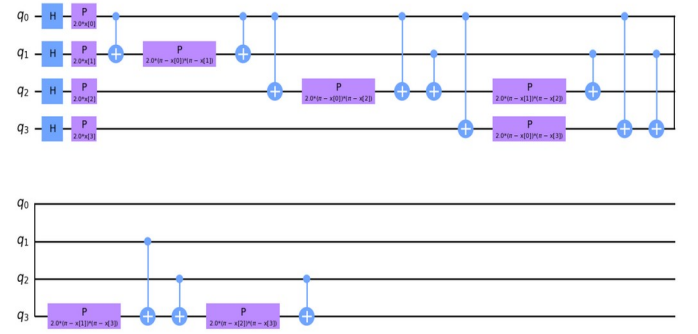 q₀ H P 2.0*x[0]
q₁ H P 2.0*x[1] P 2.0*(π − x[0])*(π − x[1])
q₂ H P 2.0*x[2] P 2.0*(π − x[0])*(π − x[2]) P 2.0*(π − x[1])*(π − x[2])
q₃ H P 2.0*x[3] P 2.0*(π − x[0])*(π − x[3])
q₀
q₁
q₂
q₃ P 2.0*(π − x[1])*(π − x[3]) P 2.0*(π − x[2])*(π − x[3])